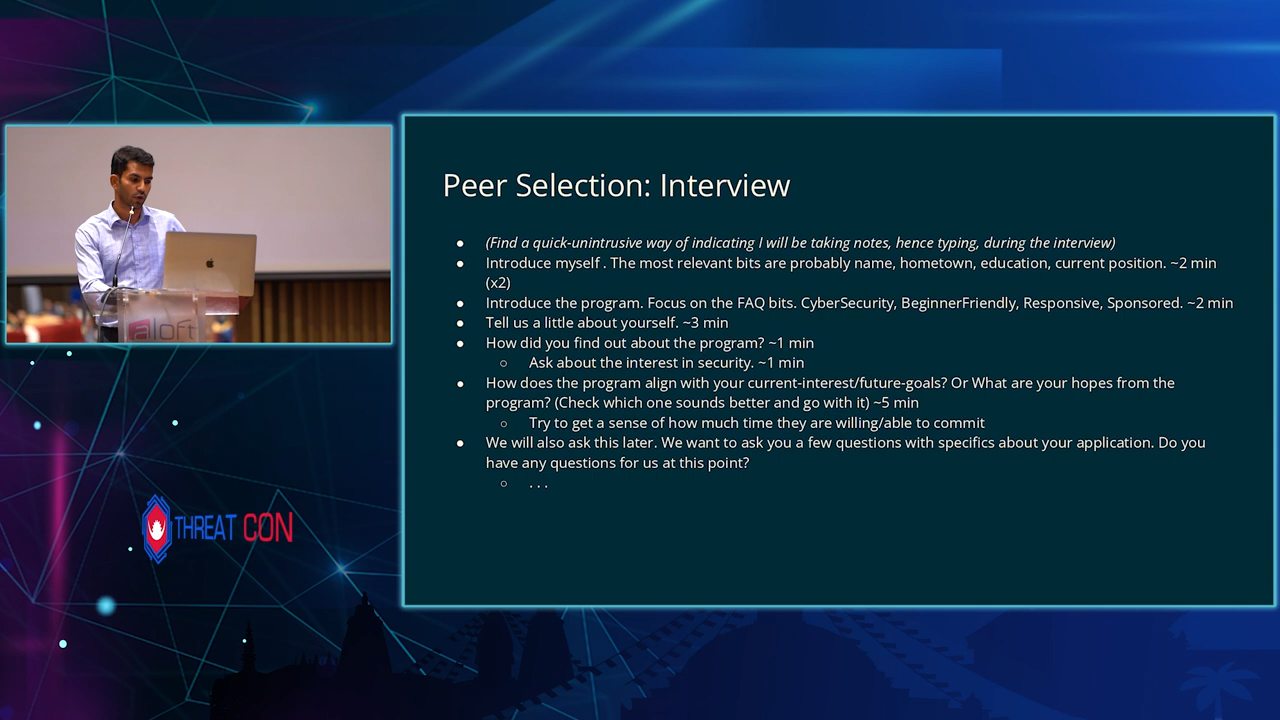 Peer Selection: Interview
● (Find a quick-unintrusive way of indicating I will be taking notes, hence typing, during the interview)
● Introduce myself . The most relevant bits are probably name, hometown, education, current position. ~2 min
(x2)
● Introduce the program. Focus on the FAQ bits. CyberSecurity, BeginnerFriendly, Responsive, Sponsored. ~2 min
● Tell us a little about yourself. ~3 min
● How did you find out about the program? ~1 min
○ Ask about the interest in security. ~1 min
● How does the program align with your current-interest/future-goals? Or What are your hopes from the
program? (Check which one sounds better and go with it) ~5 min
○ Try to get a sense of how much time they are willing/able to commit
● We will also ask this later. We want to ask you a few questions with specifics about your application. Do you
have any questions for us at this point?
○ . . .
aloft
THREAT CON